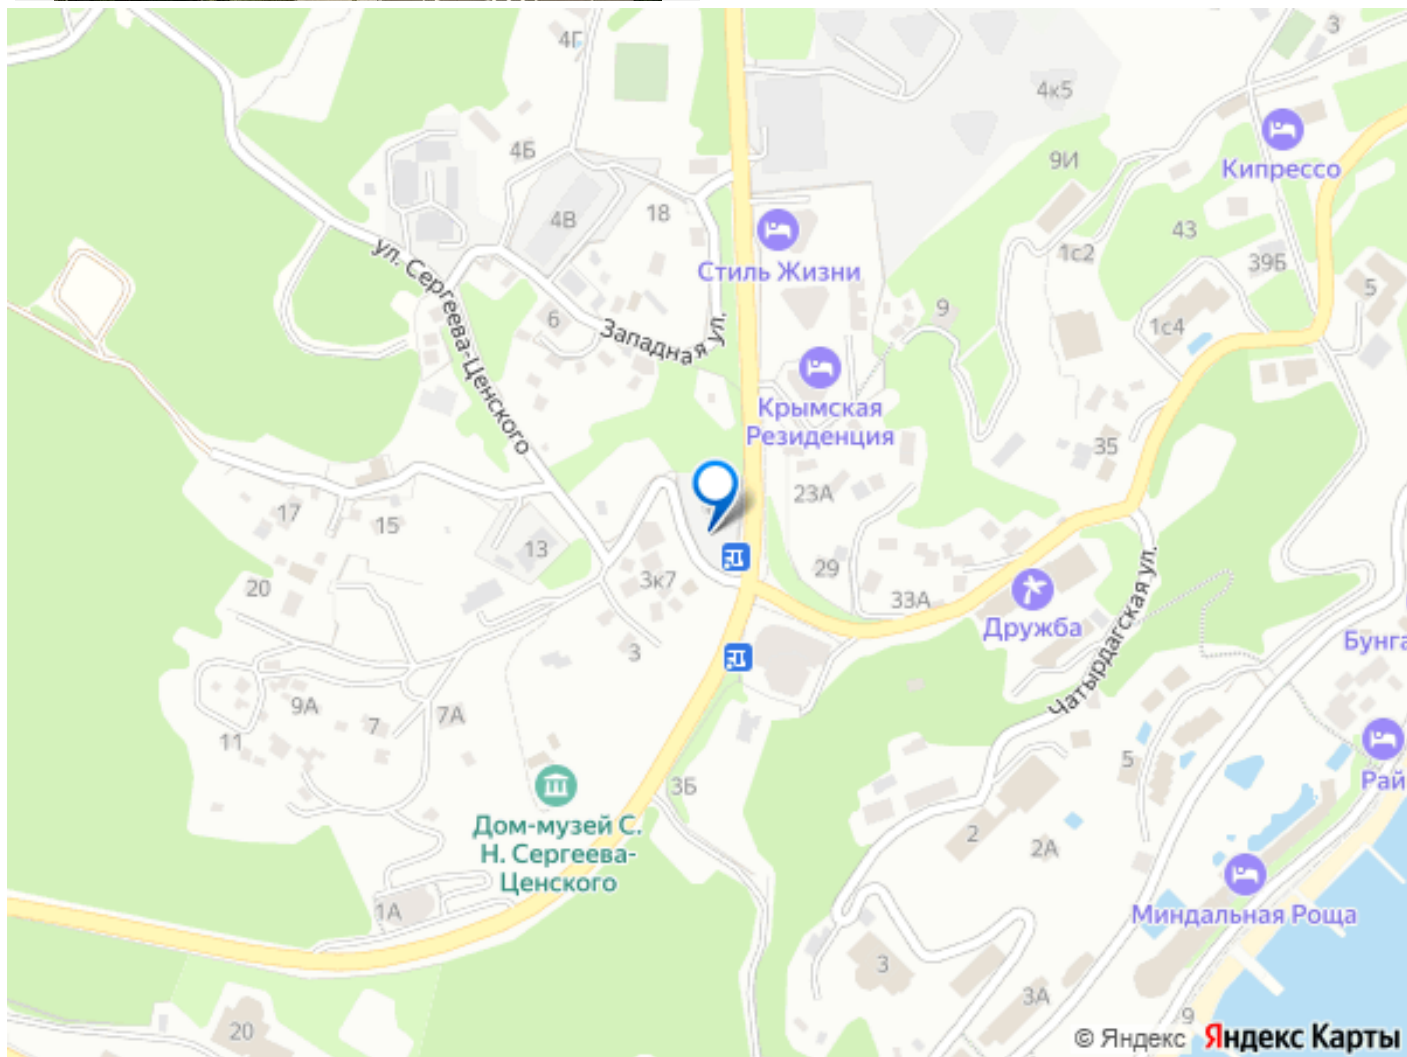 4Г
3
4к5
Кипрессо
4Б
9И
18
4В
43
Стиль Жизни
1с2
39Б
5
ул. Сергеева-Ценского
6
Западная ул.
9
1с4
Крымская
Резиденция
35
23А
17
15
13
29
20
3к7
33А
Дружба
Чатырдагская ул.
Бунга
3
9А
7
7А
11
5
Рай
3Б
Дом-музей С.
Н. Сергеева-
Ценского
2
2А
1А
Миндальная Роща
3
3А
9
20
© Яндекс Яндекс Карты